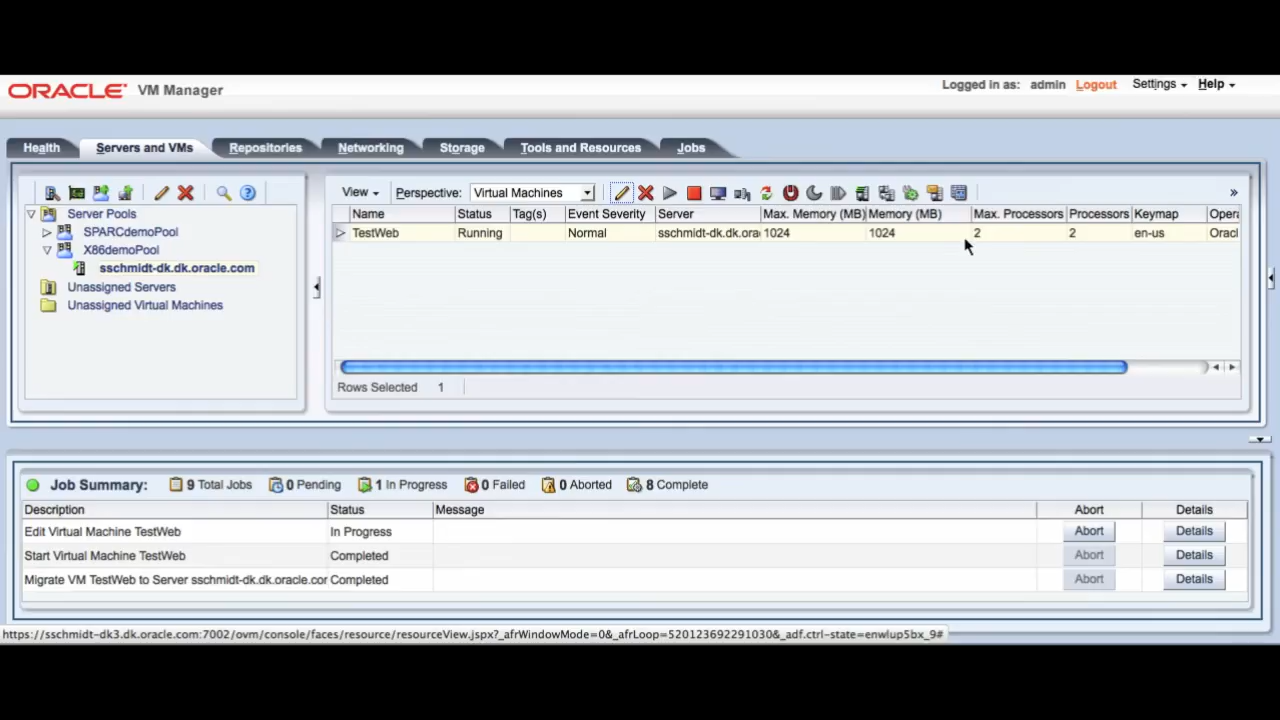 ORACLE VM Manager
Logged in as: admin Logout Settings Help
Health Servers and VMs Repositories Networking Storage Tools and Resources Jobs
View Perspective: Virtual Machines »
Server Pools
SPARCdemoPool
X86demoPool
sschmidt-dk.dk.oracle.com
Unassigned Servers
Unassigned Virtual Machines
Name Status Tag(s) Event Severity Server Max. Memory (MB) Memory (MB) Max. Processors Processors Keymap Opera
TestWeb Running Normal sschmidt-dk.dk.ora 1024 1024 2 2 en-us Oracl
Rows Selected 1
Job Summary: 9 Total Jobs 0 Pending 1 In Progress 0 Failed 0 Aborted 8 Complete
Description Status Message Abort Details
Edit Virtual Machine TestWeb In Progress Abort Details
Start Virtual Machine TestWeb Completed Abort Details
Migrate VM TestWeb to Server sschmidt-dk.dk.oracle.cor Completed Abort Details
https://sschmidt-dk3.dk.oracle.com:7002/ovm/console/faces/resource/resourceView.jspx?_afrWindowMode=0&_afrLoop=520123692291030&_adf.ctrl-state=enwlup5bx_9#